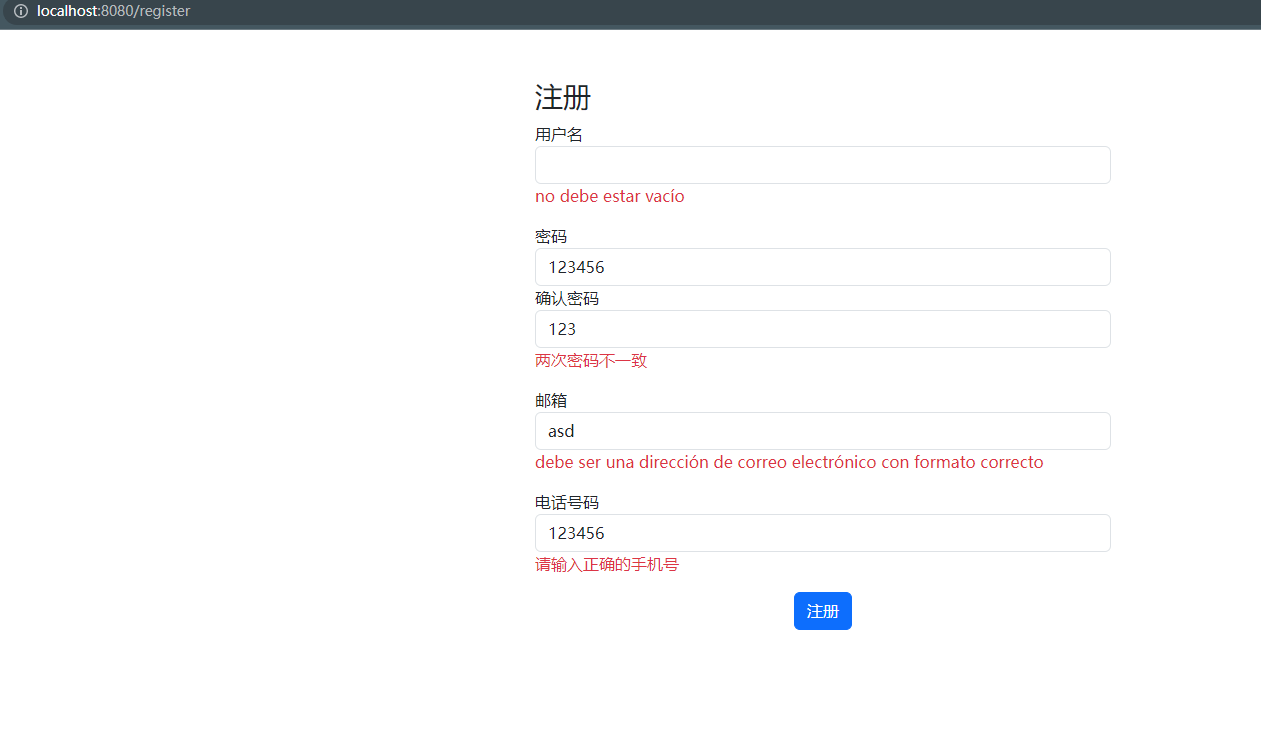 localhost:8080/register
注册
用户名
no debe estar vacío
密码
123456
确认密码
123
两次密码不一致
邮箱
asd
debe ser una dirección de correo electrónico con formato correcto
电话号码
123456
请输入正确的手机号
注册